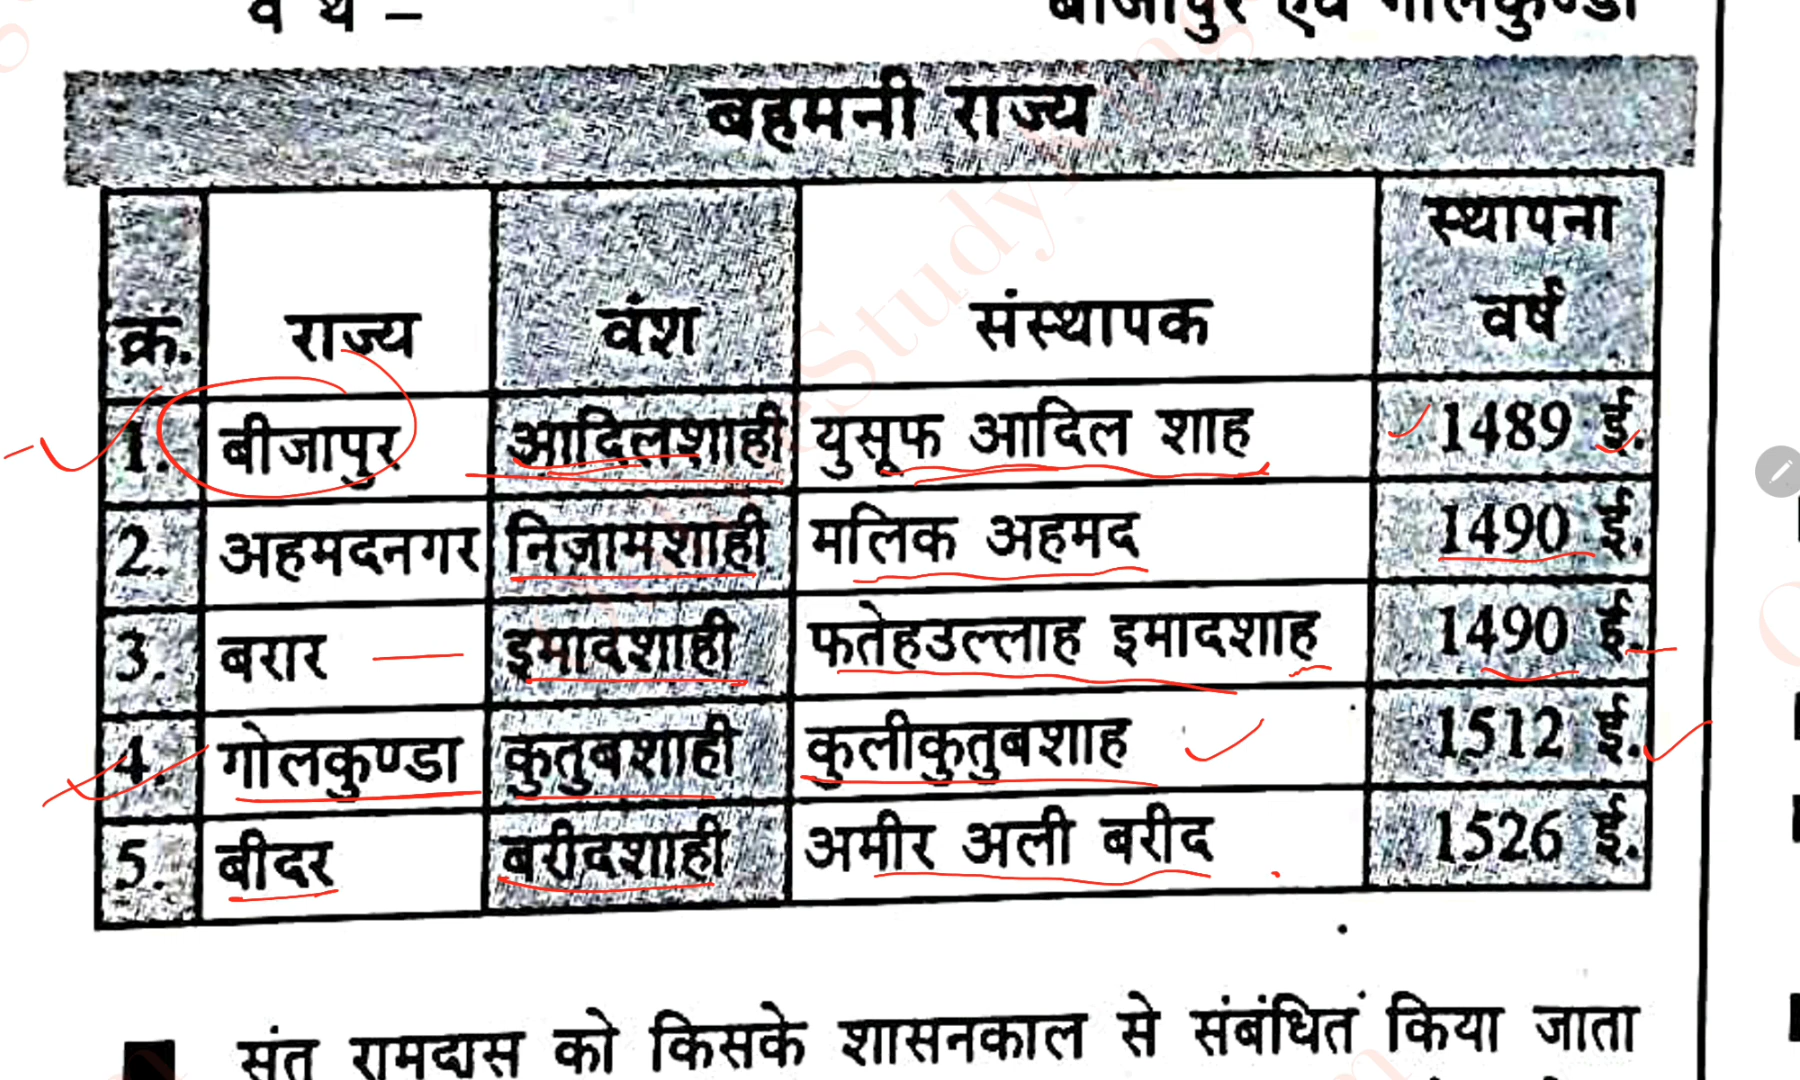 व थे –
बीजापुर एवं गोलकुण्डा
बहमनी राज्य
क्र. राज्य वंश संस्थापक स्थापना वर्ष
1. बीजापुर आदिलशाही युसूफ आदिल शाह 1489 ई.
2. अहमदनगर निज़ामशाही मलिक अहमद 1490 ई.
3. बरार इमादशाही फतेहउल्लाह इमादशाह 1490 ई.
4. गोलकुण्डा कुतुबशाही कुलीकुतुबशाह 1512 ई.
5. बीदर बरीदशाही अमीर अली बरीद 1526 ई.
संत रामदास को किसके शासनकाल से संबंधित किया जाता